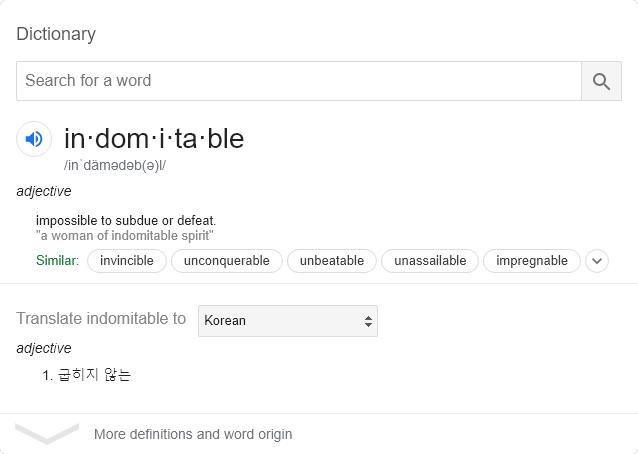 Dictionary
Search for a word
in·dom·i·ta·ble
/inˈdämədəb(ə)l/
adjective
impossible to subdue or defeat.
"a woman of indomitable spirit"
Similar: invincible unconquerable unbeatable unassailable impregnable
Translate indomitable to Korean
adjective
1. 굽히지 않는
More definitions and word origin